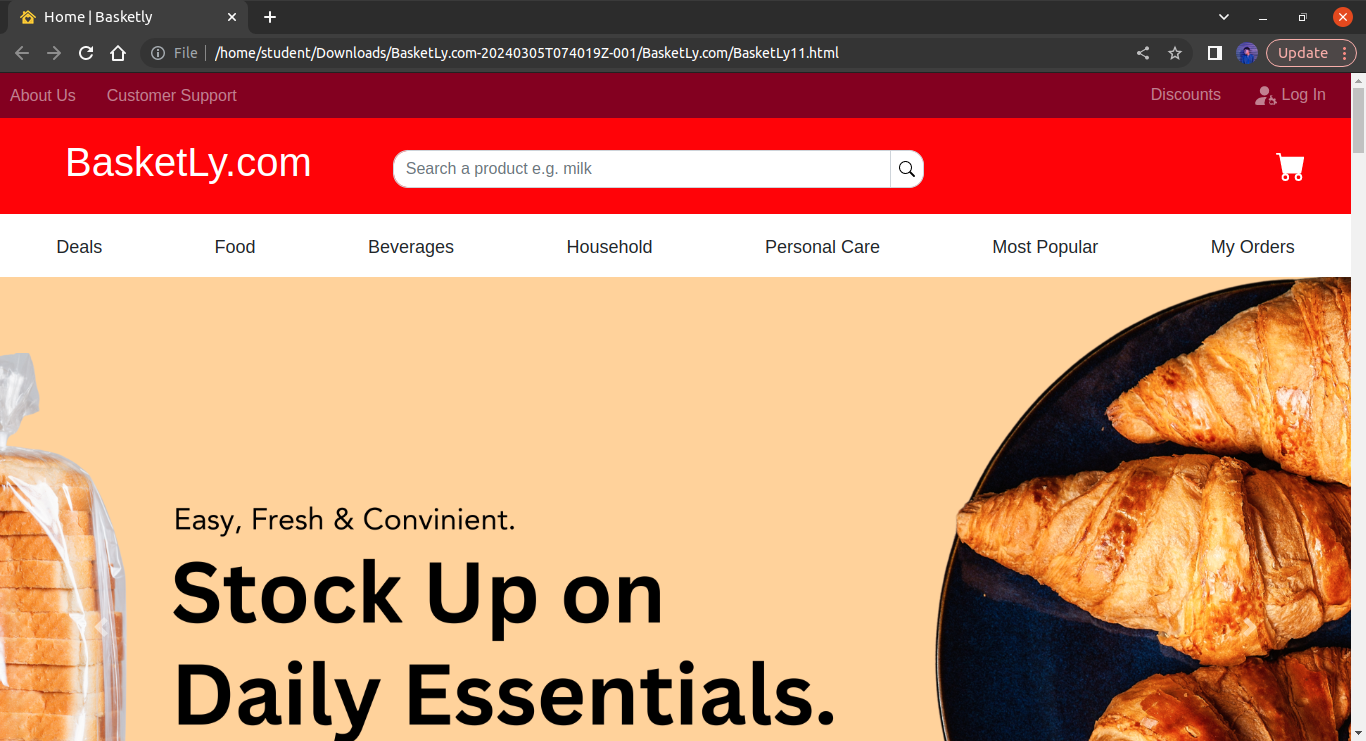 Home | Basketly
File /home/student/Downloads/BasketLy.com-20240305T074019Z-001/BasketLy.com/BasketLy11.html
Update
About Us Customer Support Discounts Log In
BasketLy.com Search a product e.g. milk
Deals Food Beverages Household Personal Care Most Popular My Orders
Easy, Fresh & Convinient.
Stock Up on
Daily Essentials.